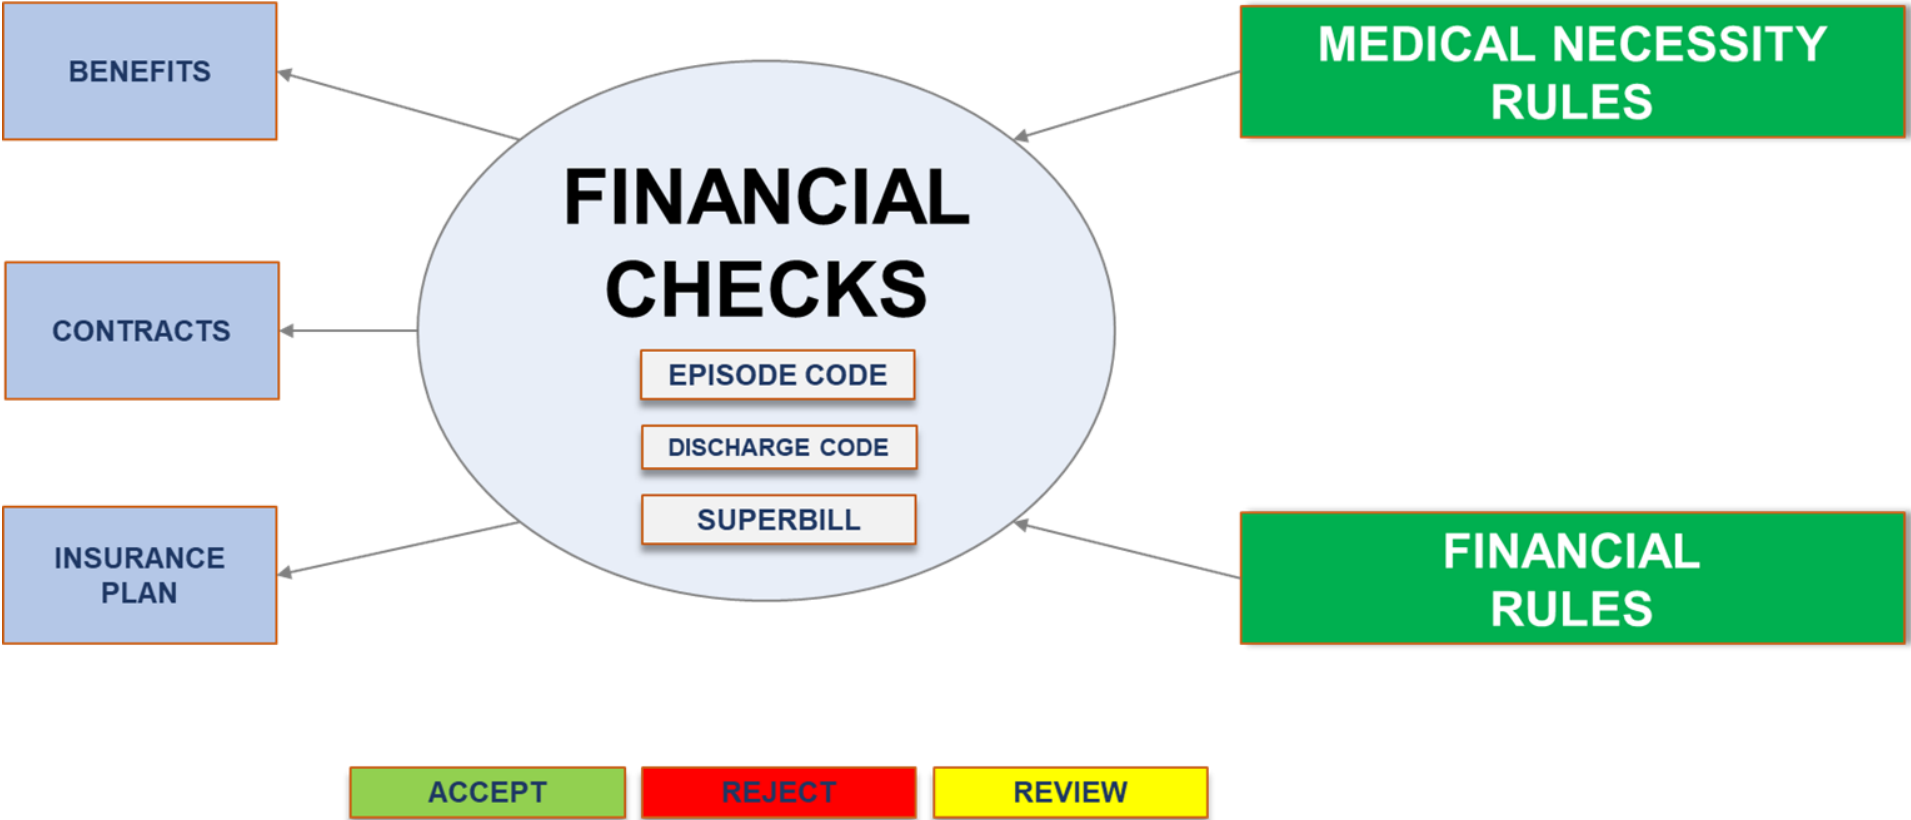 BENEFITS
MEDICAL NECESSITY
RULES
FINANCIAL
CHECKS
CONTRACTS
EPISODE CODE
DISCHARGE CODE
SUPERBILL
INSURANCE
PLAN
FINANCIAL
RULES
ACCEPT
REJECT
REVIEW